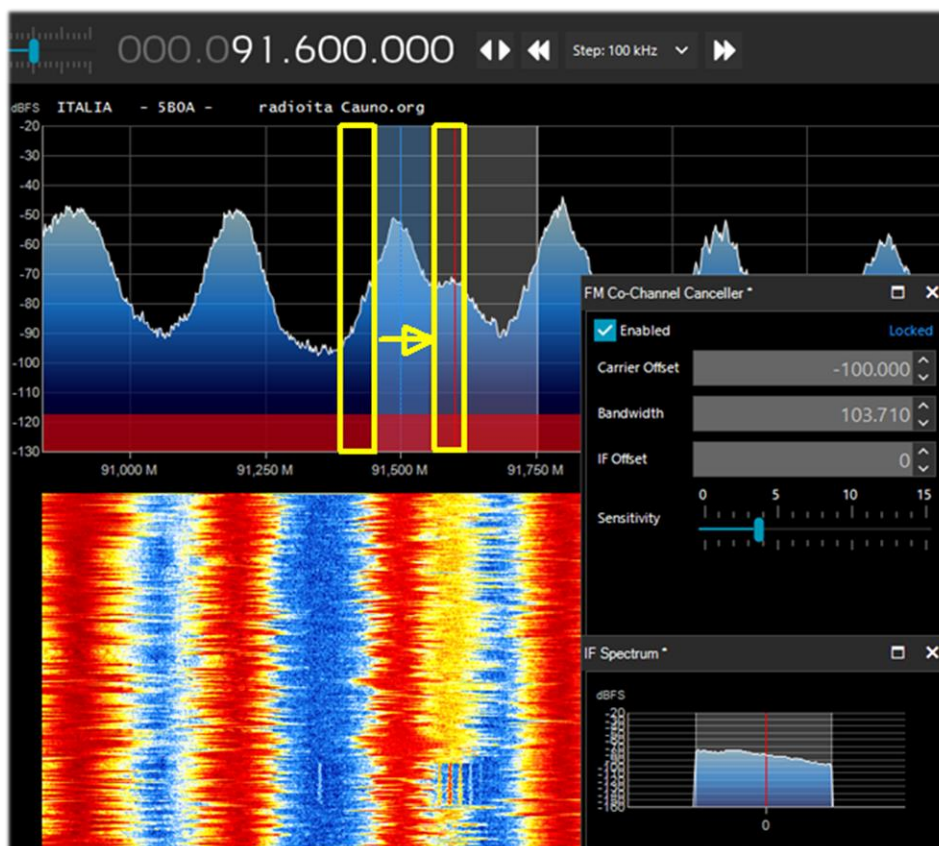 000.091.600.000 Step: 100 kHz
dBFS ITALIA - 5B0A - radioita Cauno.org
-20
-30
-40
-50
-60
-70
-80
-90
-100
-110
-120
-130
91,000 M 91,250 M 91,500 M 91,750 M
FM Co-Channel Canceller *
Enabled Locked
Carrier Offset -100.000
Bandwidth 103.710
IF Offset 0
0 5 10 15
Sensitivity
IF Spectrum *
dBFS
-20
0